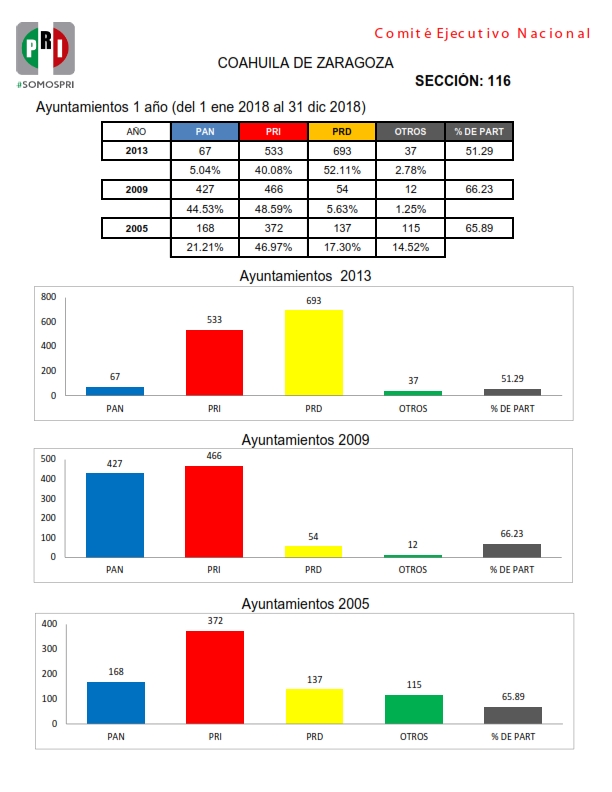 Comité Ejecutivo Nacional
PRI
#SOMOSPRI
COAHUILA DE ZARAGOZA
SECCIÓN: 116
Ayuntamientos 1 año (del 1 ene 2018 al 31 dic 2018)
AÑO PAN PRI PRD OTROS % DE PART
2013 67 533 693 37 51.29
5.04% 40.08% 52.11% 2.78%
2009 427 466 54 12 66.23
44.53% 48.59% 5.63% 1.25%
2005 168 372 137 115 65.89
21.21% 46.97% 17.30% 14.52%
Ayuntamientos 2013
800
600
400
200
0
67 533 693 37 51.29
PAN PRI PRD OTROS % DE PART
Ayuntamientos 2009
500
400
300
200
100
0
427 466 54 12 66.23
PAN PRI PRD OTROS % DE PART
Ayuntamientos 2005
400
300
200
100
0
168 372 137 115 65.89
PAN PRI PRD OTROS % DE PART